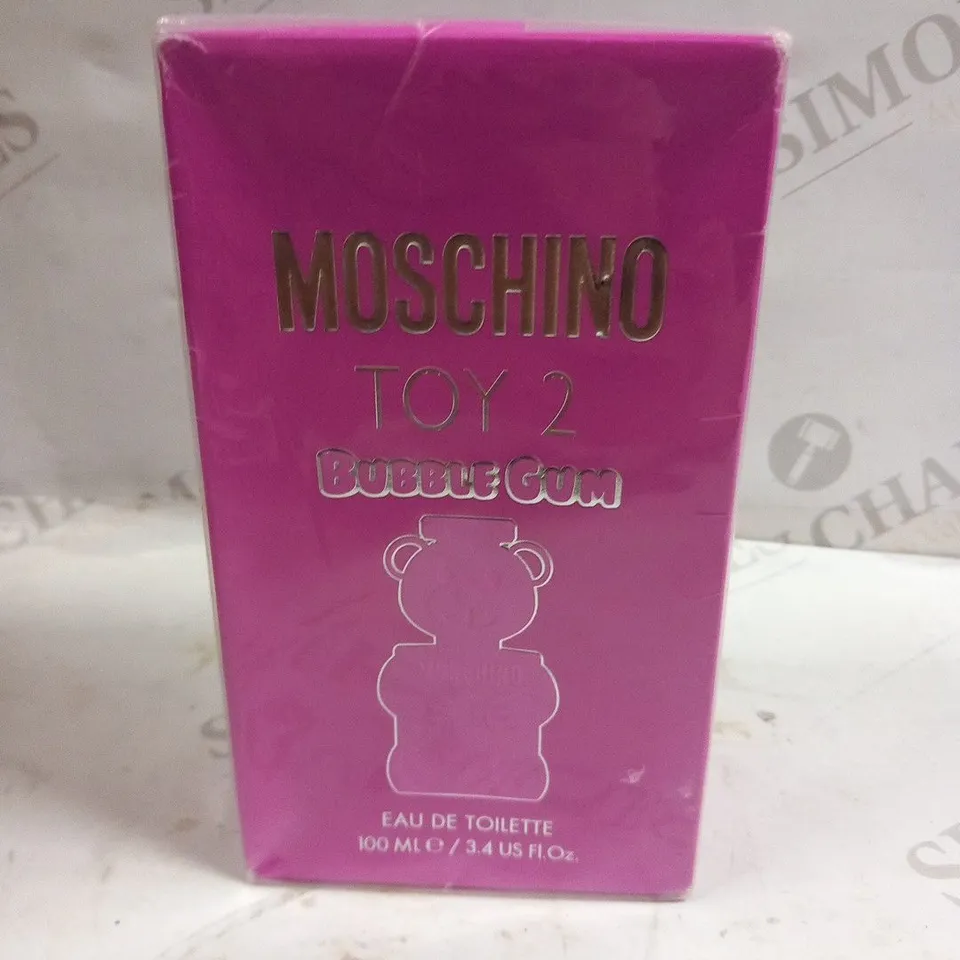 MOSCHINO
TOY 2
BUBBLE GUM
EAU DE TOILETTE
100 ML ℮ / 3.4 US Fl.Oz.